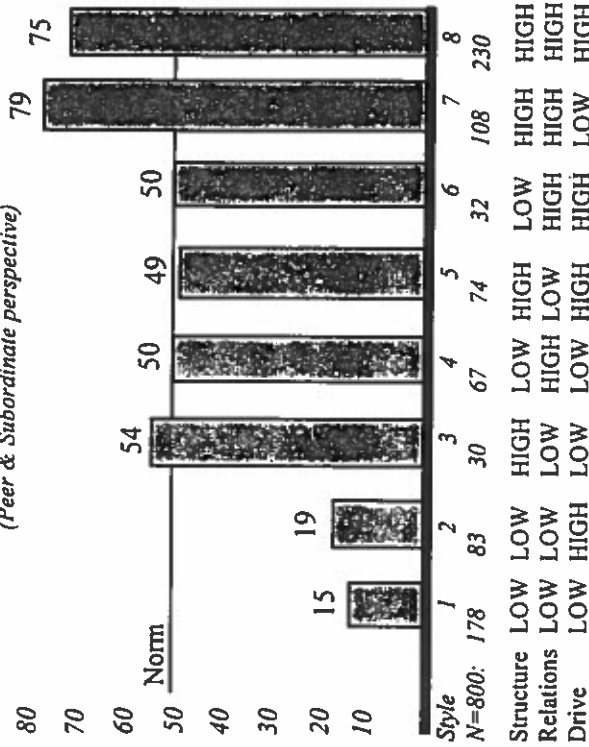 (Peer & Subordinate perspective)
80
70
60
50
40
30
20
10
Norm
15
19
54
50
49
50
79
75
Style 1 2 3 4 5 6 7 8
N=800: 178 83 30 67 74 32 108 230
Structure LOW LOW HIGH LOW HIGH LOW HIGH HIGH
Relations LOW LOW LOW HIGH LOW HIGH HIGH HIGH
Drive LOW HIGH LOW LOW HIGH HIGH LOW HIGH